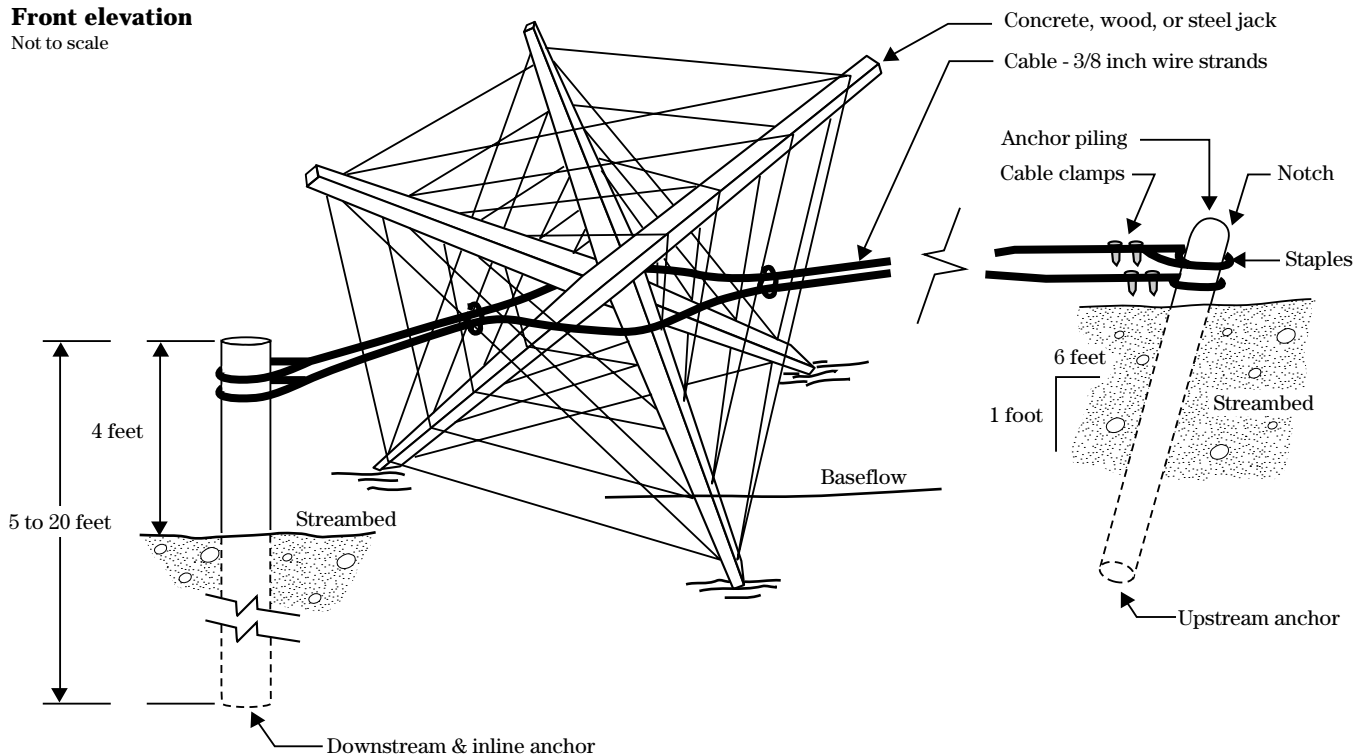 Front elevation
Not to scale
Concrete, wood, or steel jack
Cable - 3/8 inch wire strands
Anchor piling
Cable clamps
Notch
Staples
6 feet
1 foot
Streambed
4 feet
Baseflow
5 to 20 feet
Streambed
Upstream anchor
Downstream & inline anchor